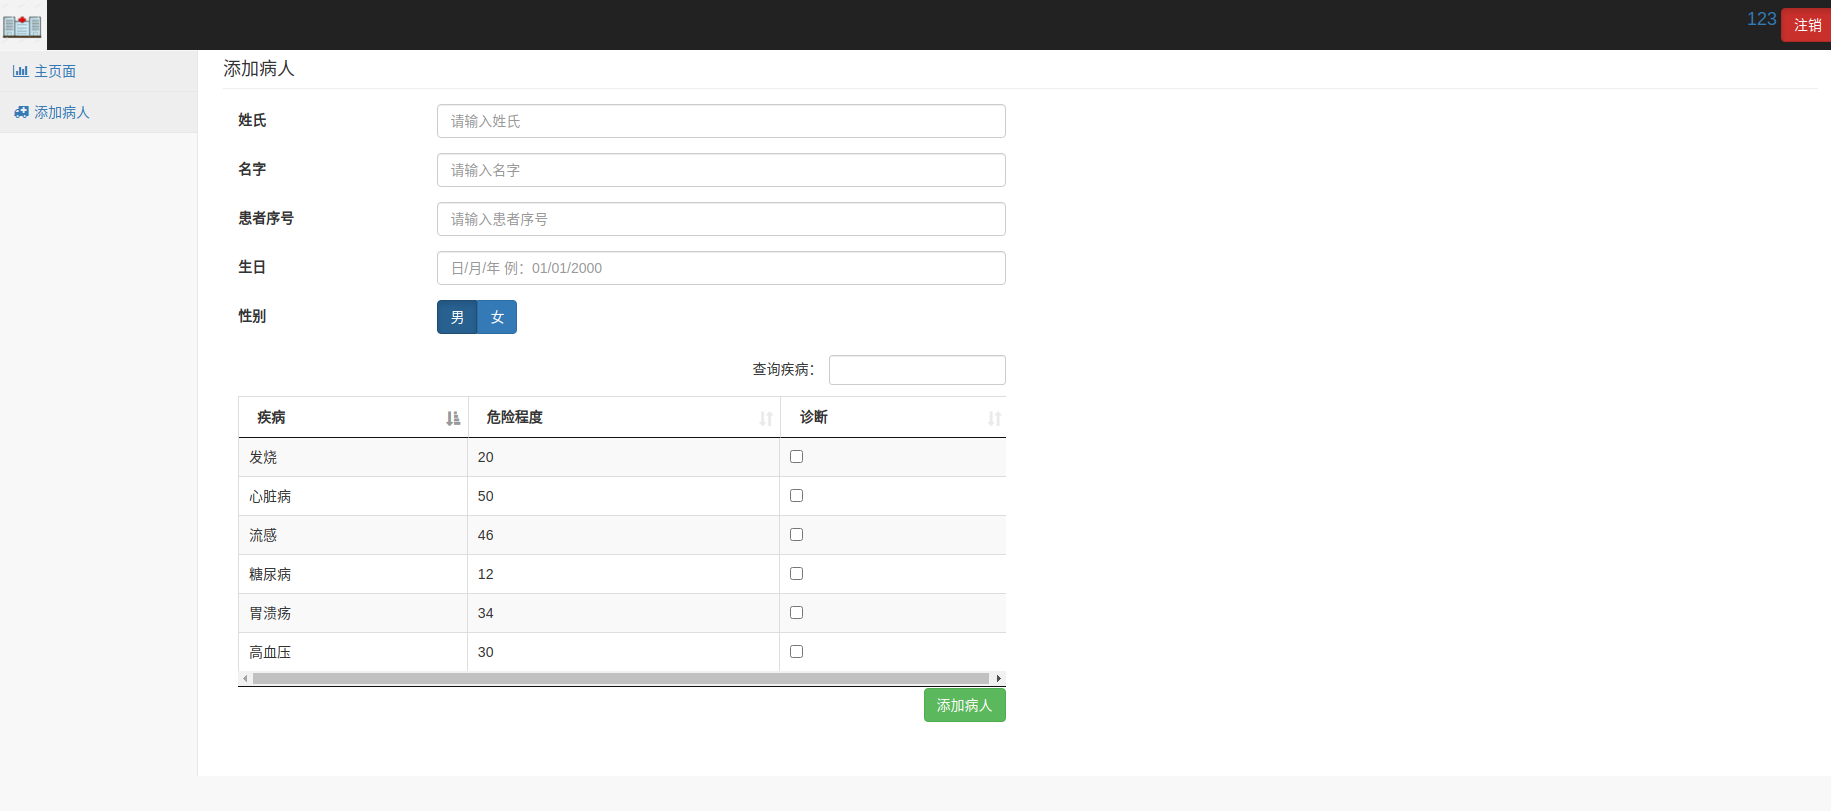 123 注销
主页面
添加病人
添加病人
姓氏 请输入姓氏
名字 请输入名字
患者序号 请输入患者序号
生日 日/月/年 例：01/01/2000
性别 男 女
查询疾病：
疾病 危险程度 诊断
发烧 20
心脏病 50
流感 46
糖尿病 12
胃溃疡 34
高血压 30
添加病人